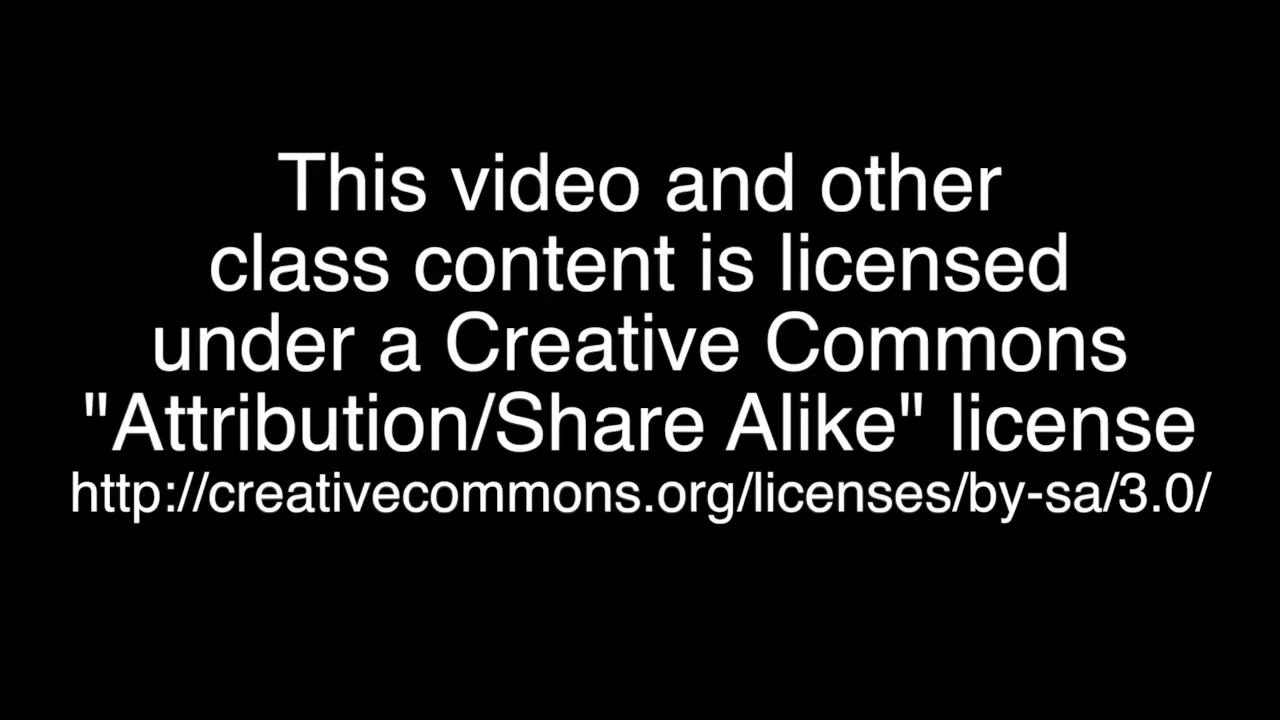 This video and other
class content is licensed
under a Creative Commons
"Attribution/Share Alike" license
http://creativecommons.org/licenses/by-sa/3.0/